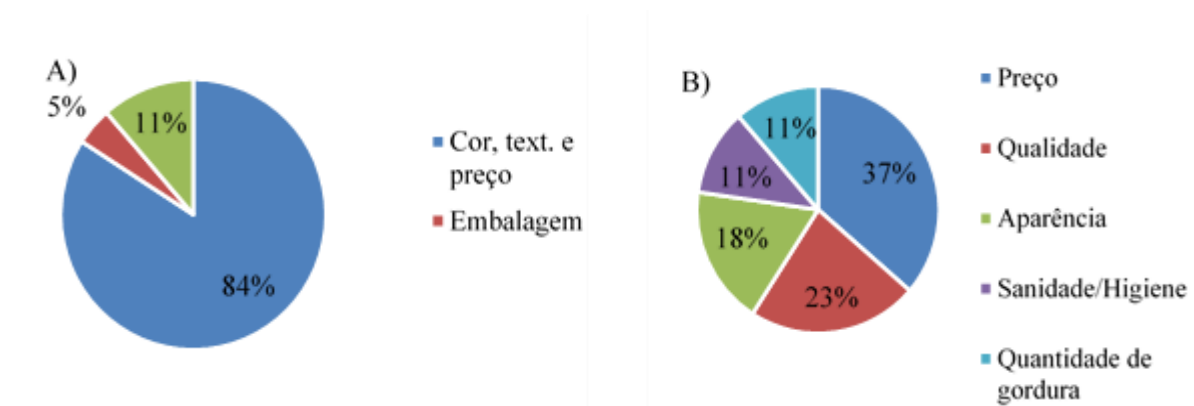 A)
5%
11%
84%
Cor, text. e
preço
Embalagem
B)
11%
37%
11%
18%
23%
Preço
Qualidade
Aparência
Sanidade/Higiene
Quantidade de
gordura